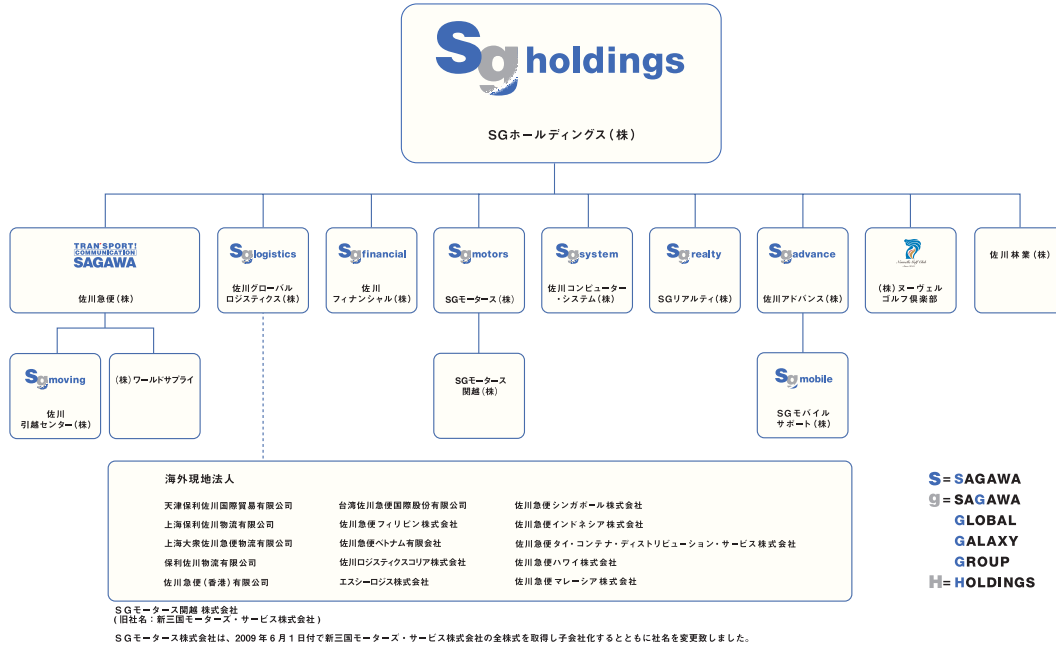 Sg holdings
SGホールディングス(株)
TRAN'SPORT!
COMMUNICATION
SAGAWA
佐川急便(株)
Sg logistics
佐川グローバル
ロジスティクス(株)
Sg financial
佐川
フィナンシャル(株)
Sg motors
SGモータース(株)
Sg system
佐川コンピューター
・システム(株)
Sg realty
SGリアルティ(株)
Sg advance
佐川アドバンス(株)
(株)ヌーヴェル
ゴルフ倶楽部
佐川林業(株)
Sg moving
佐川
引越センター(株)
(株)ワールドサプライ
SGモータース
関越(株)
Sg mobile
SGモバイル
サポート(株)
海外現地法人
天津保利佐川国際貿易有限公司
上海保利佐川物流有限公司
上海大衆佐川急便物流有限公司
保利佐川物流有限公司
佐川急便(香港)有限公司
台湾佐川急便国際股份有限公司
佐川急便フィリピン株式会社
佐川急便ベトナム有限会社
佐川ロジスティクスコリア株式会社
エスシーロジス株式会社
佐川急便シンガポール株式会社
佐川急便インドネシア株式会社
佐川急便タイ・コンテナ・ディストリビューション・サービス株式会社
佐川急便ハワイ株式会社
佐川急便マレーシア株式会社
S=SAGAWA
g=SAGAWA
GLOBAL
GALAXY
GROUP
H=HOLDINGS
SGモータース関越 株式会社
(旧社名:新三国モーターズ・サービス株式会社)
SGモータース株式会社は、2009年6月1日付で新三国モーターズ・サービス株式会社の全株式を取得し子会社化するとともに社名を変更致しました。